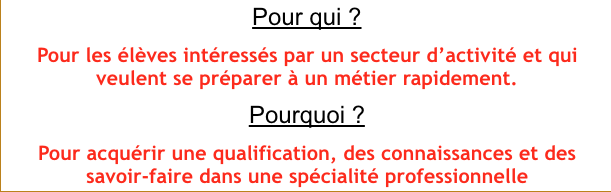 Pour qui ?
Pour les élèves intéressés par un secteur d’activité et qui
veulent se préparer à un métier rapidement.
Pourquoi ?
Pour acquérir une qualification, des connaissances et des
savoir-faire dans une spécialité professionnelle